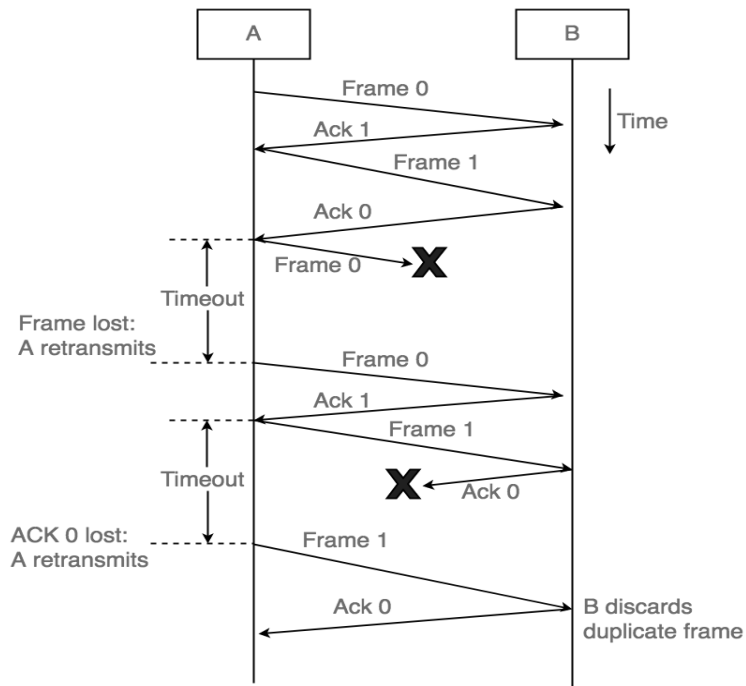 A
B
Frame 0
Time
Ack 1
Frame 1
Ack 0
Frame 0
Timeout
Frame lost:
A retransmits
Frame 0
Ack 1
Frame 1
Timeout
Ack 0
ACK 0 lost:
A retransmits
Frame 1
Ack 0
B discards
duplicate frame